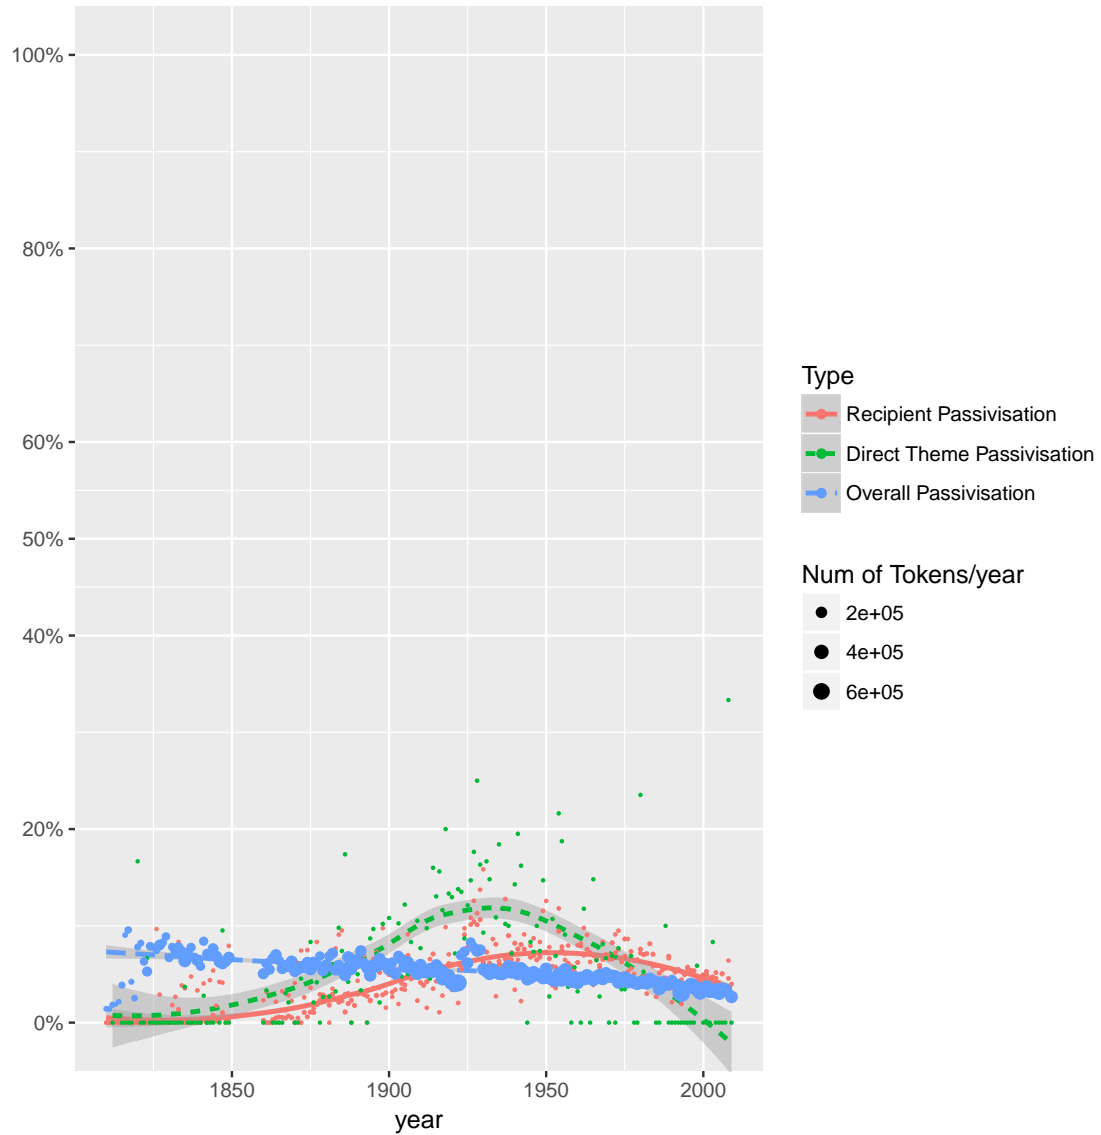 100%
80%
60%
50%
40%
20%
0%
1850
1900
1950
2000
year
Type
Recipient Passivisation
Direct Theme Passivisation
Overall Passivisation
Num of Tokens/year
2e+05
4e+05
6e+05